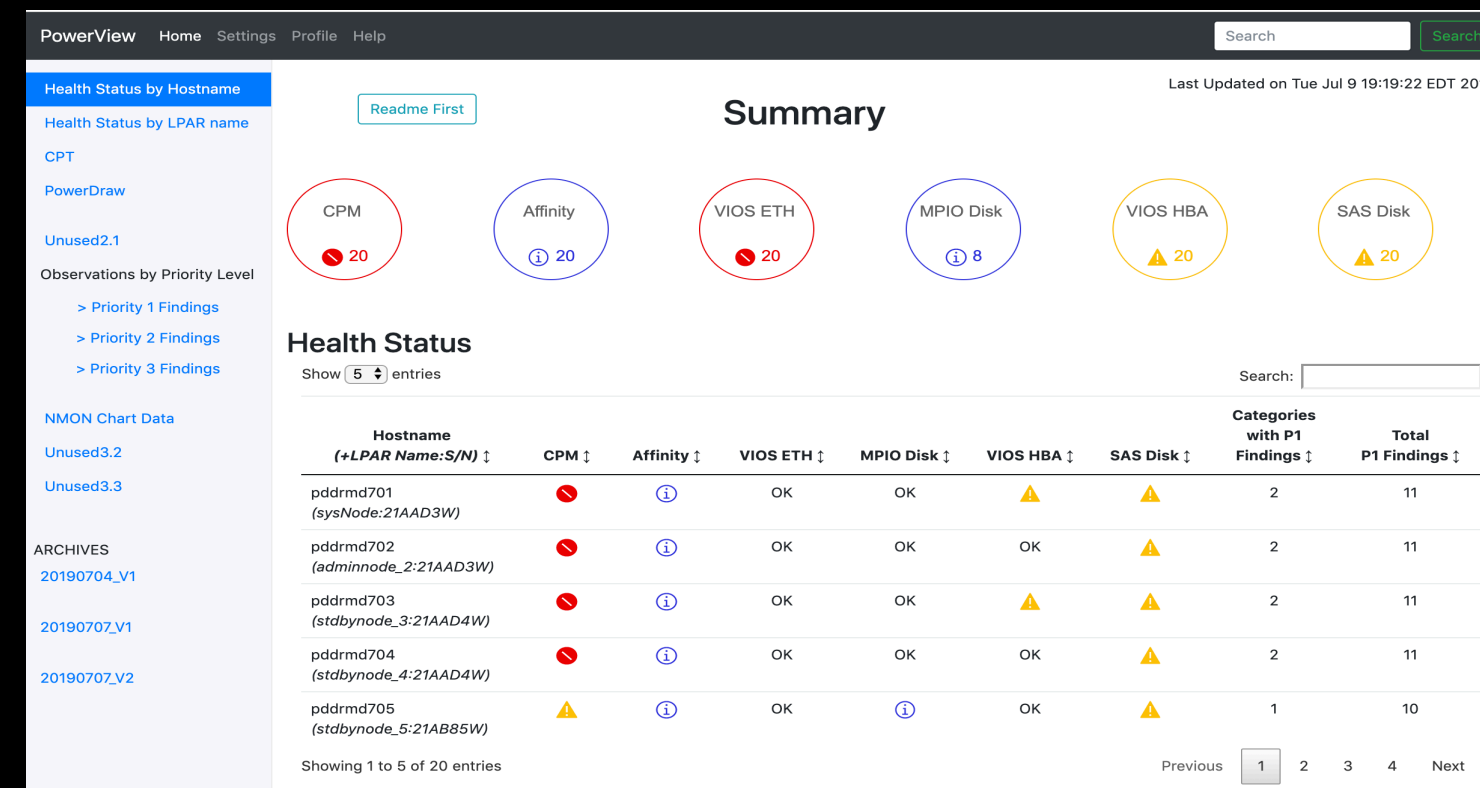 PowerView Home Settings Profile Help Search Search
Health Status by Hostname
Health Status by LPAR name
CPT
PowerDraw
Unused2.1
Observations by Priority Level
> Priority 1 Findings
> Priority 2 Findings
> Priority 3 Findings
NMON Chart Data
Unused3.2
Unused3.3
ARCHIVES
20190704_V1
20190707_V1
20190707_V2
Last Updated on Tue Jul 9 19:19:22 EDT 20
Readme First
Summary
CPM Affinity VIOS ETH MPIO Disk VIOS HBA SAS Disk
20 20 20 8 20 20
Health Status
Show 5 entries
Search:
Categories
Hostname with P1 Total
(+LPAR Name:S/N) CPM Affinity VIOS ETH MPIO Disk VIOS HBA SAS Disk Findings P1 Findings
pddrmd701 OK OK 2 11
(sysNode:21AAD3W)
pddrmd702 OK OK OK 2 11
(adminnode_2:21AAD3W)
pddrmd703 OK OK 2 11
(stdbynode_3:21AAD4W)
pddrmd704 OK OK OK 2 11
(stdbynode_4:21AAD4W)
pddrmd705 OK OK 1 10
(stdbynode_5:21AB85W)
Showing 1 to 5 of 20 entries
Previous 1 2 3 4 Next